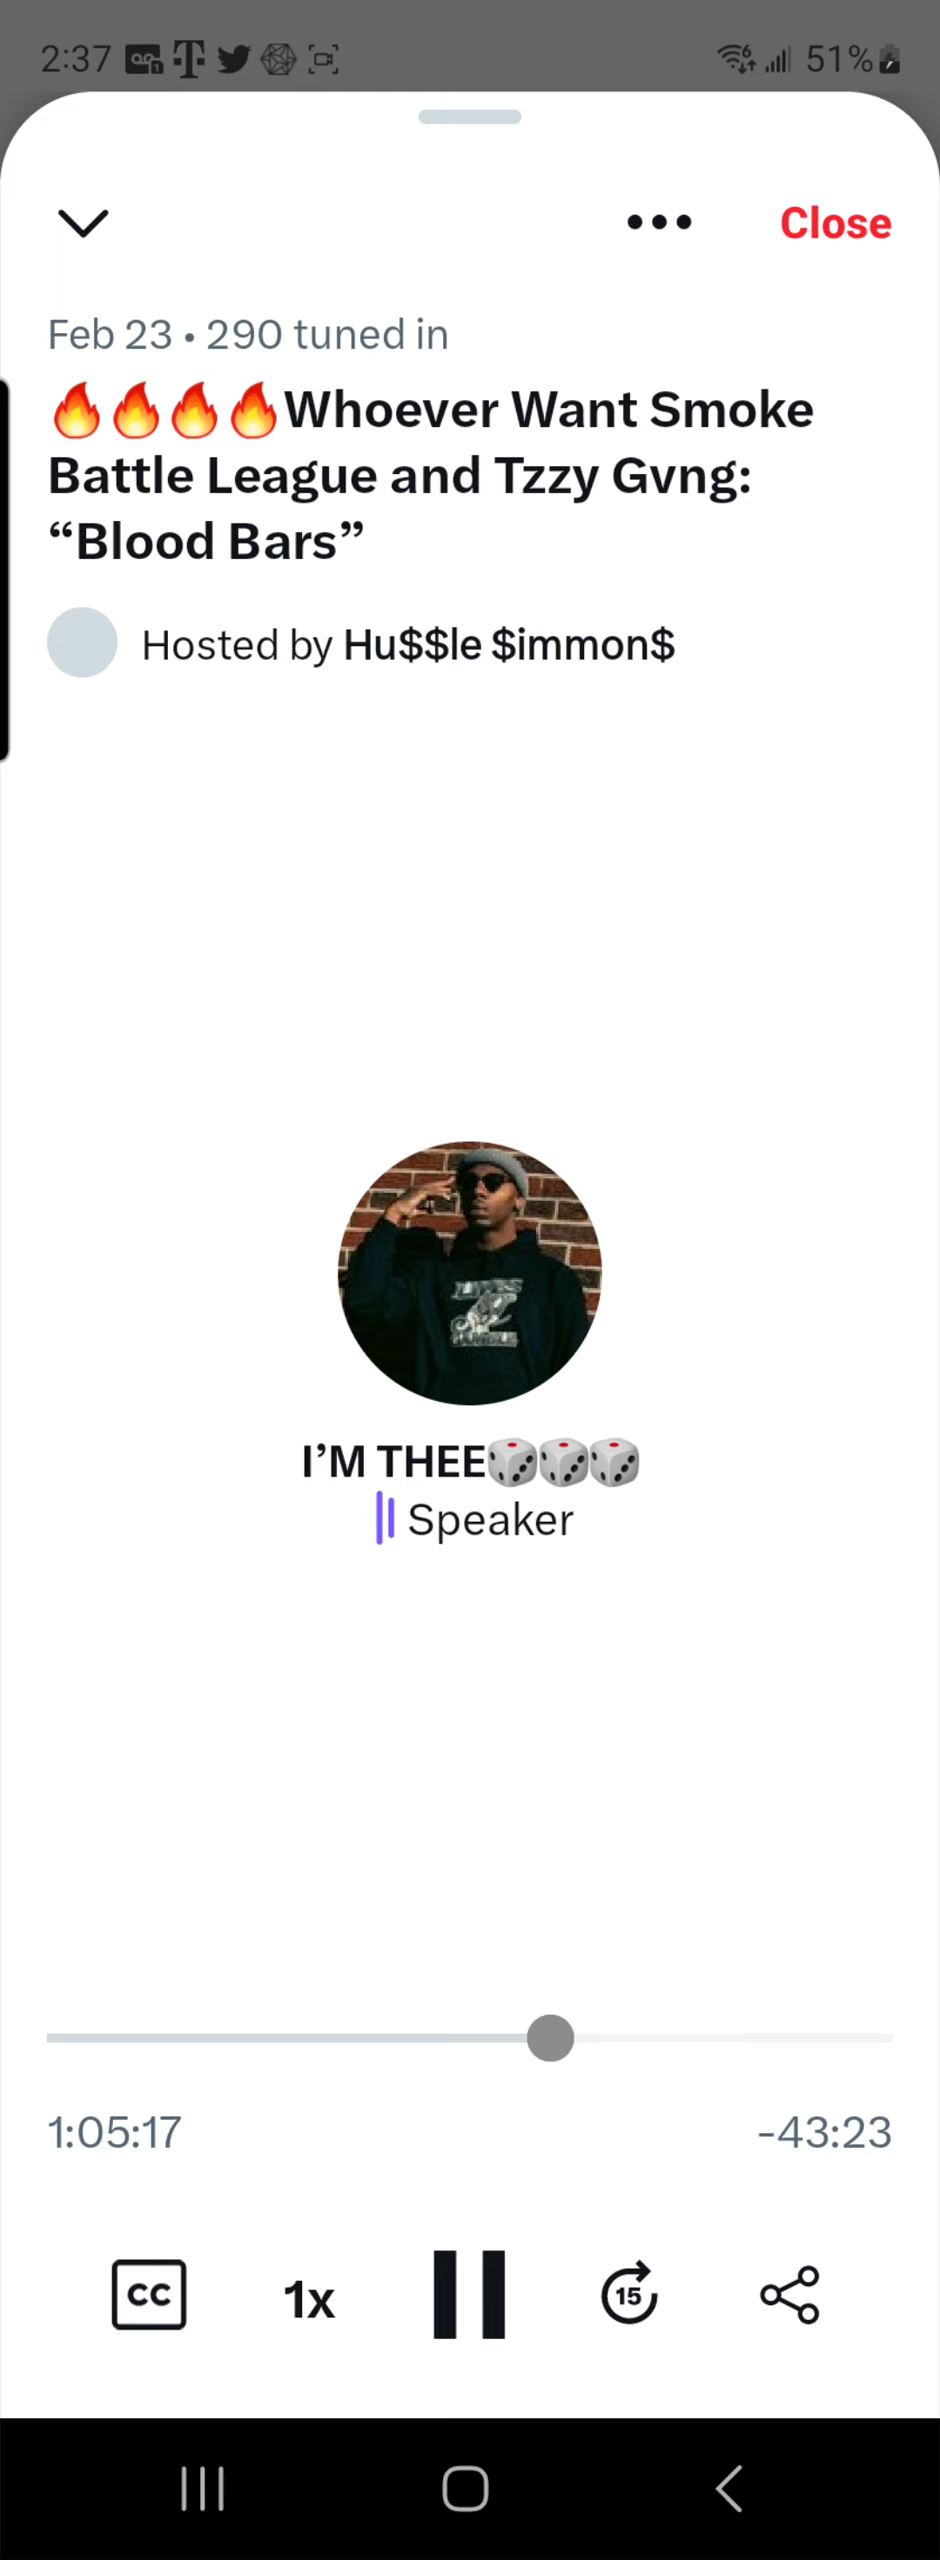 2:37
51%
Close
Feb 23 • 290 tuned in
🔥🔥🔥🔥Whoever Want Smoke
Battle League and Tzzy Gvng:
“Blood Bars”
Hosted by Hu$$le $immon$
I’M THEE🎲🎲🎲
Speaker
1:05:17
-43:23
CC
1x
15